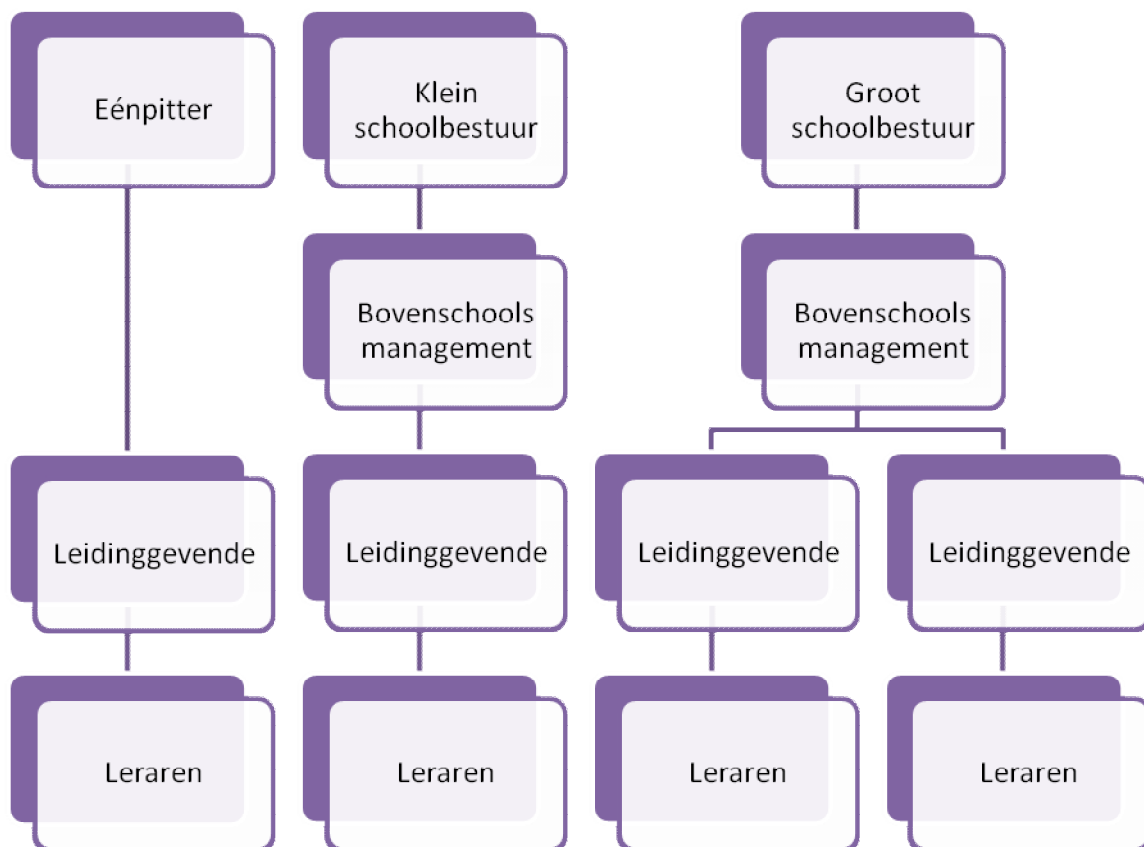 Eénpitter
Klein
schoolbestuur
Groot
schoolbestuur
Bovenschools
management
Bovenschools
management
Leidinggevende
Leidinggevende
Leidinggevende
Leidinggevende
Leraren
Leraren
Leraren
Leraren